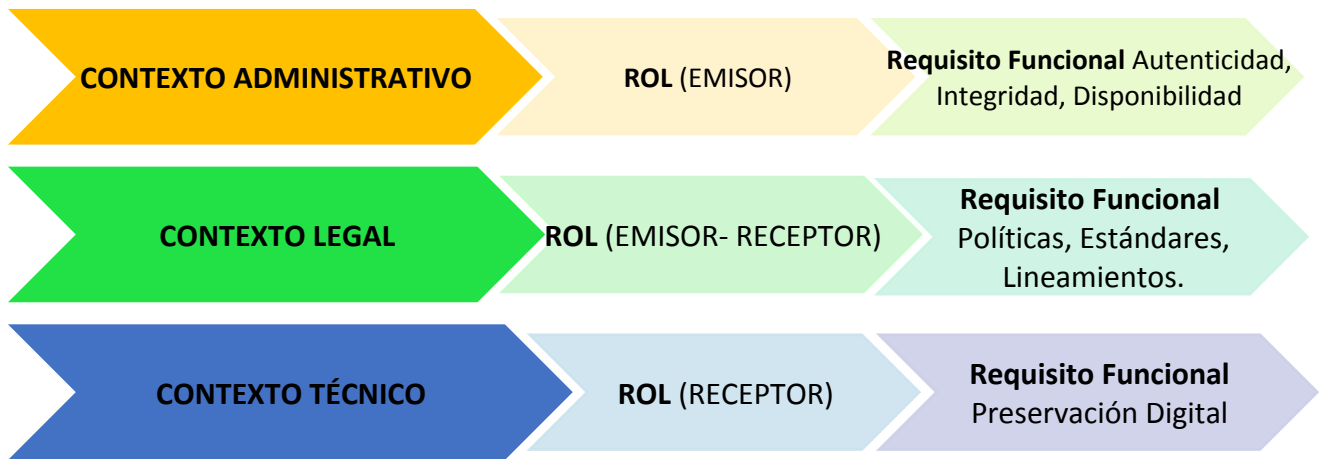 CONTEXTO ADMINISTRATIVO
ROL (EMISOR)
Requisito Funcional Autenticidad,
Integridad, Disponibilidad
CONTEXTO LEGAL
ROL (EMISOR- RECEPTOR)
Requisito Funcional
Políticas, Estándares,
Lineamientos.
CONTEXTO TÉCNICO
ROL (RECEPTOR)
Requisito Funcional
Preservación Digital